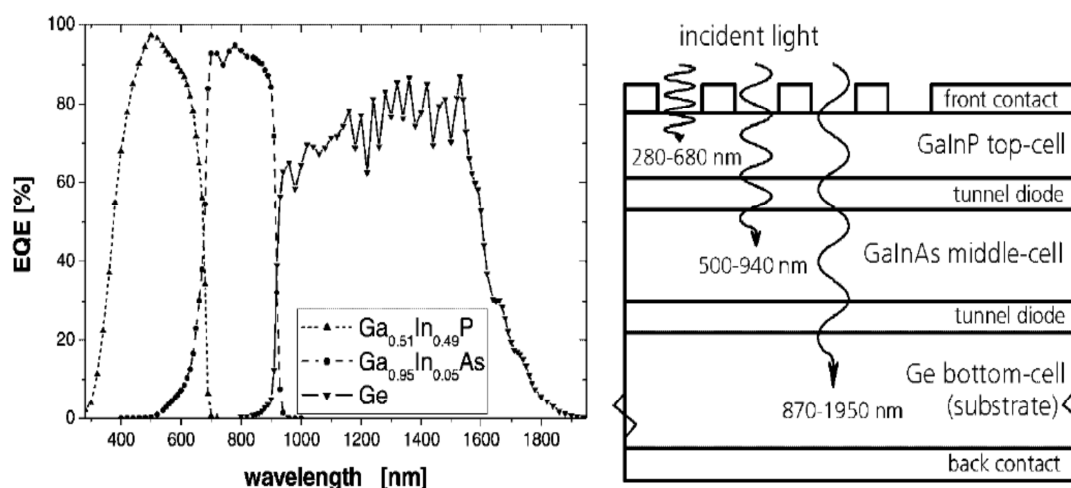 100
80
60
40
20
0
EQE [%]
400 600 800 1000 1200 1400 1600 1800
wavelength [nm]
Ga0.51In0.49P
Ga0.95In0.05As
Ge
incident light
front contact
GaInP top-cell
280-680 nm
tunnel diode
GaInAs middle-cell
500-940 nm
tunnel diode
Ge bottom-cell
(substrate)
870-1950 nm
back contact